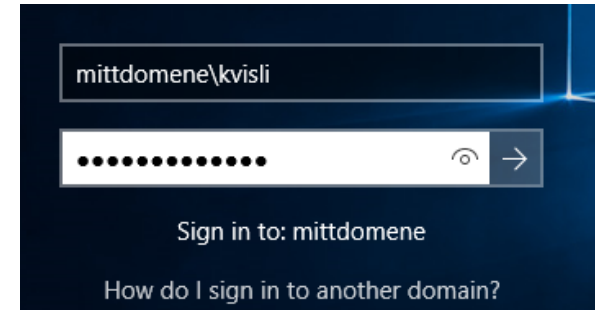 mittdomene\kvisli
●●●●●●●●●●●●●
Sign in to: mittdomene
How do I sign in to another domain?